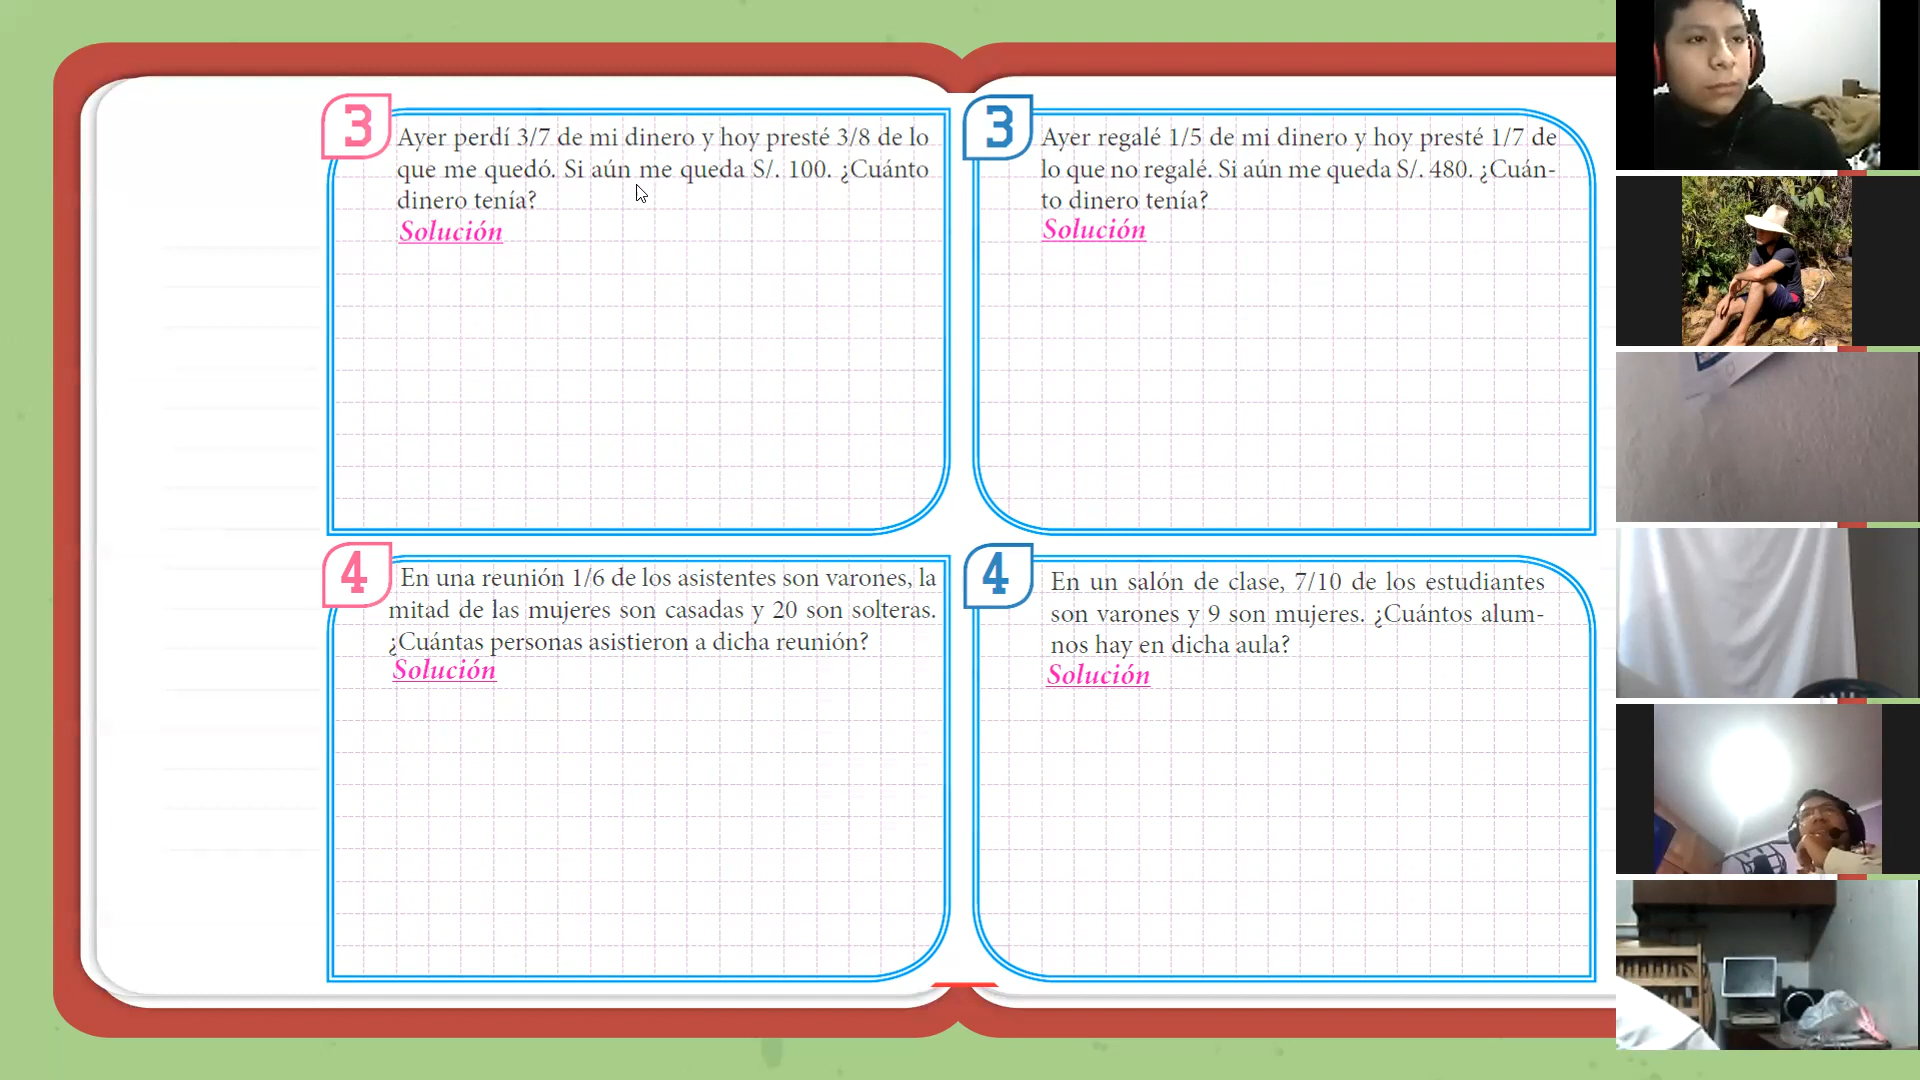 3
Ayer perdí 3/7 de mi dinero y hoy presté 3/8 de lo
que me quedó. Si aún me queda S/. 100. ¿Cuánto
dinero tenía?
Solución
3
Ayer regalé 1/5 de mi dinero y hoy presté 1/7 de
lo que no regalé. Si aún me queda S/. 480. ¿Cuán-
to dinero tenía?
Solución
4
En una reunión 1/6 de los asistentes son varones, la
mitad de las mujeres son casadas y 20 son solteras.
¿Cuántas personas asistieron a dicha reunión?
Solución
4
En un salón de clase, 7/10 de los estudiantes
son varones y 9 son mujeres. ¿Cuántos alum-
nos hay en dicha aula?
Solución